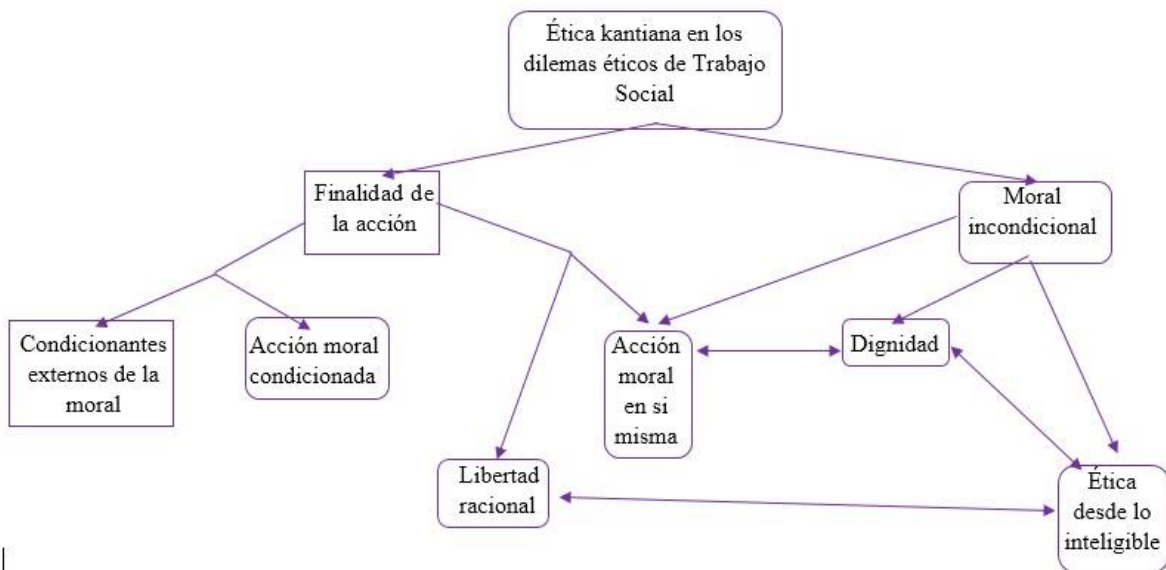 Ética kantiana en los
dilemas éticos de Trabajo
Social
Finalidad de
la acción
Moral
incondicional
Condicionantes
externos de la
moral
Acción moral
condicionada
Acción
moral
en si
misma
Dignidad
Libertad
racional
Ética
desde lo
inteligible